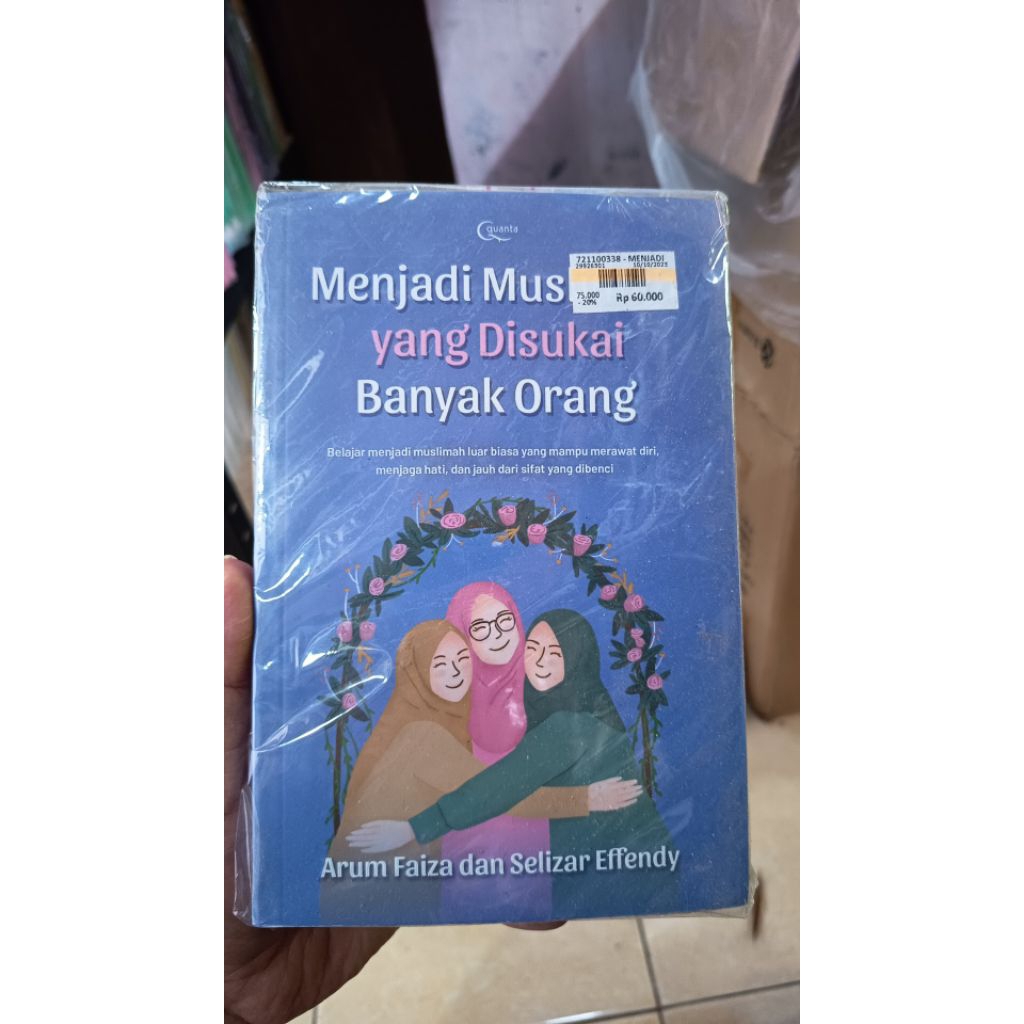 quanta
721100338 - MENJADI
29926901 10/10/2023
75.000
- 20% Rp 60.000
Menjadi Mus
yang Disukai
Banyak Orang
Belajar menjadi muslimah luar biasa yang mampu merawat diri,
menjaga hati, dan jauh dari sifat yang dibenci
Arum Faiza dan Selizar Effendy